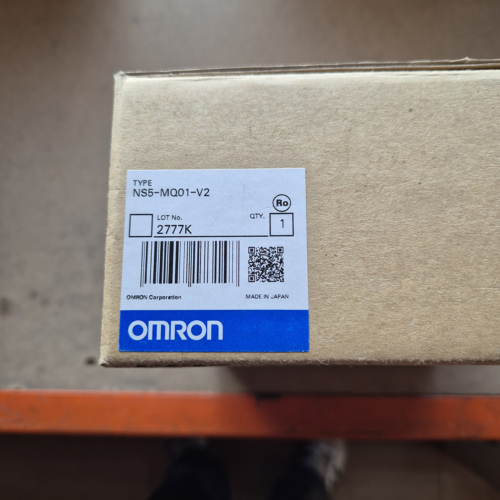 TYPE
NS5-MQ01-V2
Ro
LOT No. QTY.
2777K 1
OMRON Corporation MADE IN JAPAN
OMRON